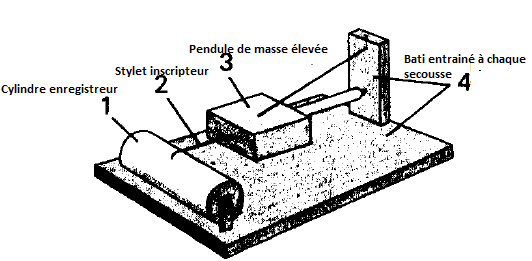 Pendule de masse élevée
3
Bati entrainé à chaque
secousse
4
Stylet inscripteur
2
Cylindre enregistreur
1